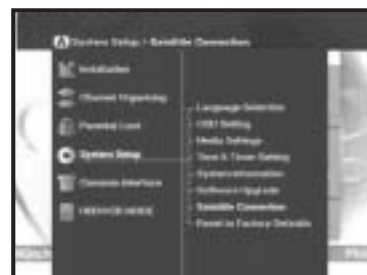 System Setup > Satellite Connection
Installation
Channel Organizing
Parental Lock
System Setup
Common Interface
Language Selection
OSD Setting
Media Settings
Time & Timer Setting
System Information
Software Upgrade
Satellite Connection
Reset to Factory Defaults